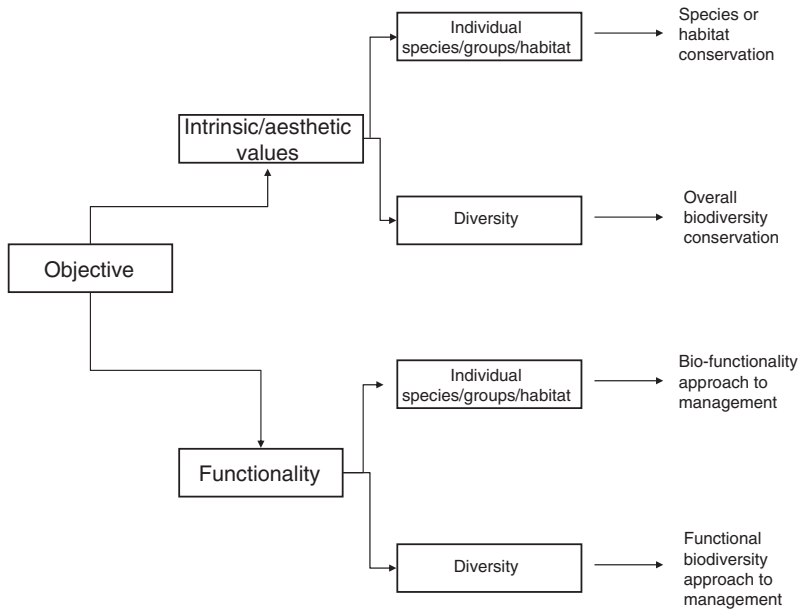 Individual
species/groups/habitat
Species or
habitat
conservation
Intrinsic/aesthetic
values
Diversity
Overall
biodiversity
conservation
Objective
Individual
species/groups/habitat
Bio-functionality
approach to
management
Functionality
Diversity
Functional
biodiversity
approach to
management